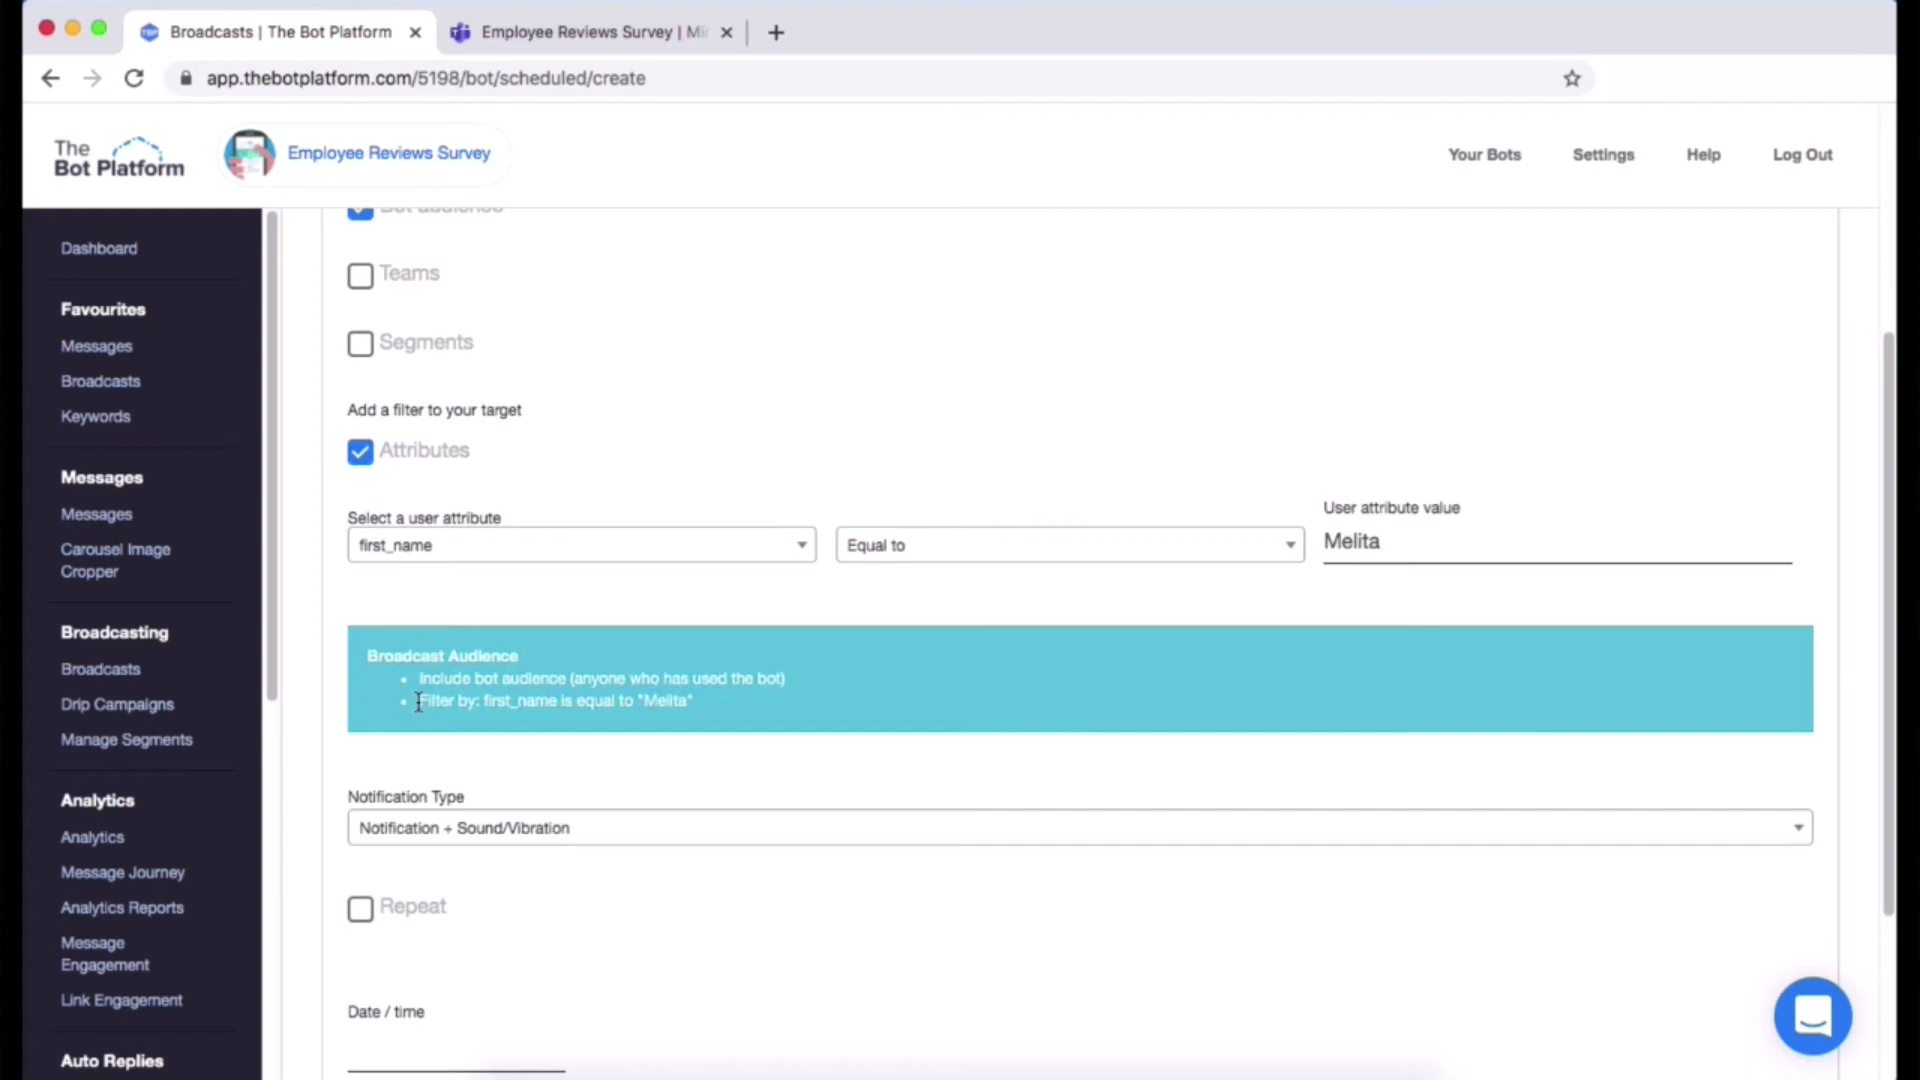 Broadcasts | The Bot Platform
Employee Reviews Survey | Mi
app.thebotplatform.com/5198/bot/scheduled/create
The
Bot Platform
Employee Reviews Survey
Your Bots
Settings
Help
Log Out
Dashboard
Favourites
Messages
Broadcasts
Keywords
Messages
Messages
Carousel Image
Cropper
Broadcasting
Broadcasts
Drip Campaigns
Manage Segments
Analytics
Analytics
Message Journey
Analytics Reports
Message
Engagement
Link Engagement
Auto Replies
Bot audience
Teams
Segments
Add a filter to your target
Attributes
Select a user attribute
first_name
Equal to
User attribute value
Melita
Broadcast Audience
Include bot audience (anyone who has used the bot)
Filter by: first_name is equal to "Melita"
Notification Type
Notification + Sound/Vibration
Repeat
Date / time